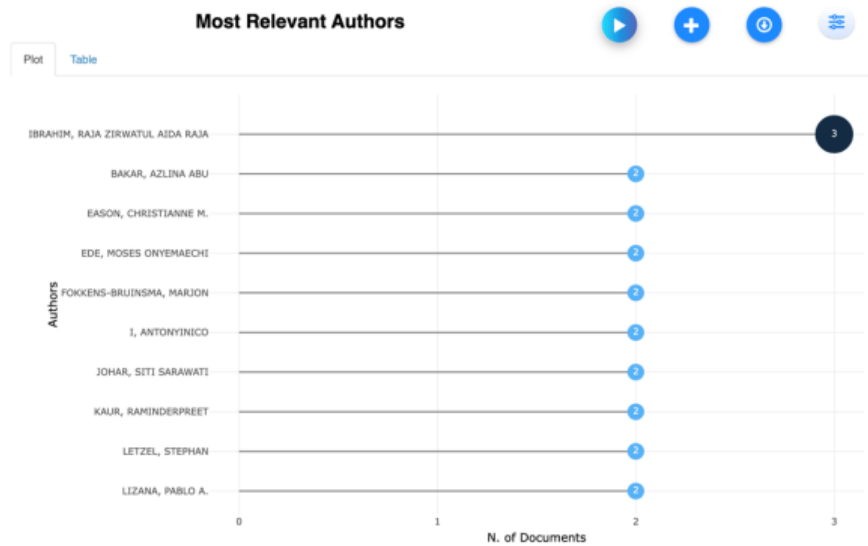 Most Relevant Authors
Plot
Table
IBRAHIM, RAJA ZIRWATUL AIDA RAJA
3
BAKAR, AZLINA ABU
2
EASON, CHRISTIANNE M.
2
EDE, MOSES ONYEMAECHI
2
FOKKENS-BRUINSMA, MARJON
2
I, ANTONYINICO
2
JOHAR, SITI SARAWATI
2
KAUR, RAMINDERPREET
2
LETZEL, STEPHAN
2
LIZANA, PABLO A.
2
Authors
0
1
2
3
N. of Documents